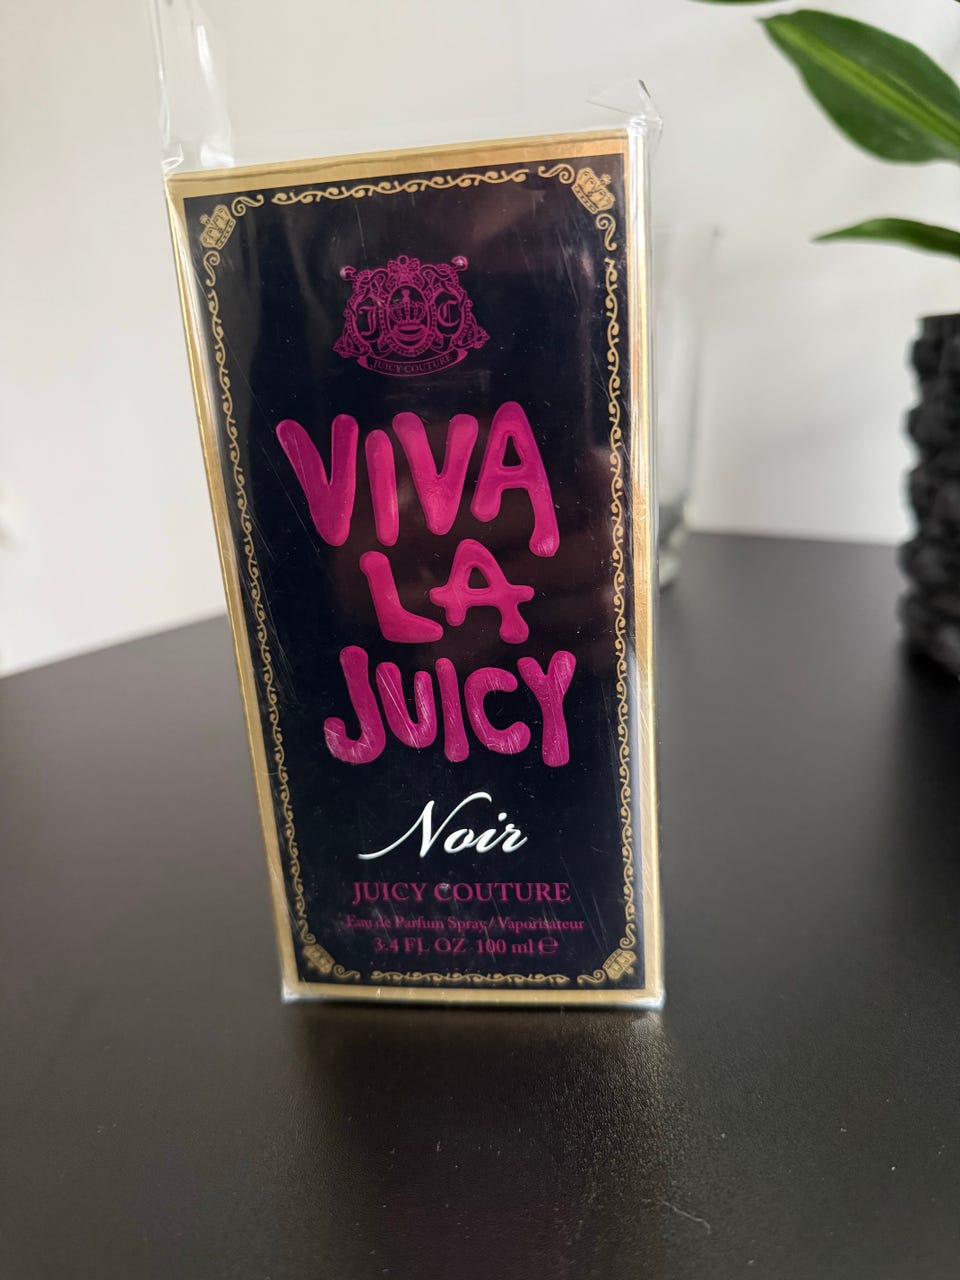 J C
JUICY COUTURE
VIVA
LA
JUICY
Noir
JUICY COUTURE
Eau de Parfum Spray/Vaporisateur
3.4 FL OZ 100 ml ℮